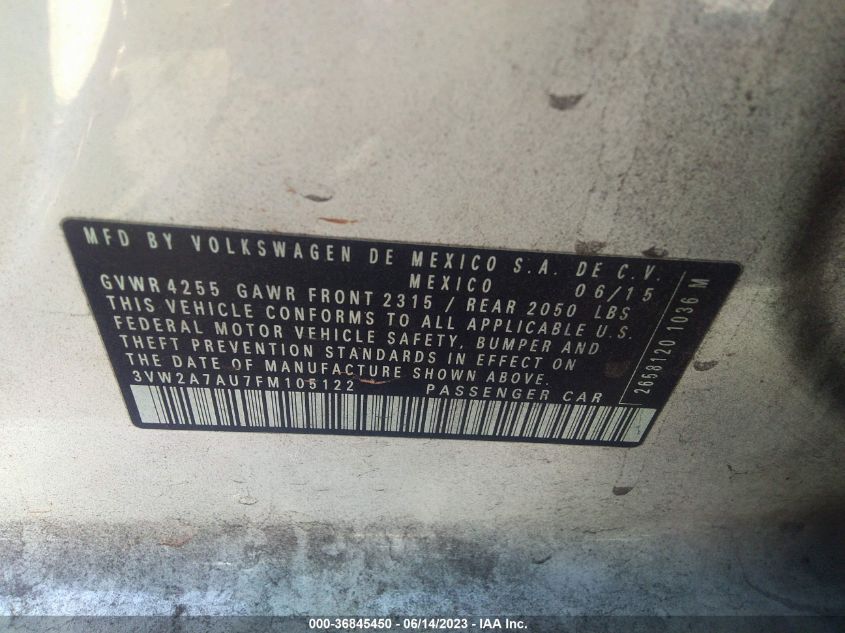 MFD BY VOLKSWAGEN DE MEXICO S.A. DE C.V.
MEXICO 06/15
GVWR 4255 GAWR FRONT 2315 / REAR 2050 LBS
THIS VEHICLE CONFORMS TO ALL APPLICABLE U.S.
FEDERAL MOTOR VEHICLE SAFETY, BUMPER AND
THEFT PREVENTION STANDARDS IN EFFECT ON
THE DATE OF MANUFACTURE SHOWN ABOVE.
3VW2A7AU7FM105122 PASSENGER CAR
2658120 1036 M
000-36845450 - 06/14/2023 - IAA Inc.